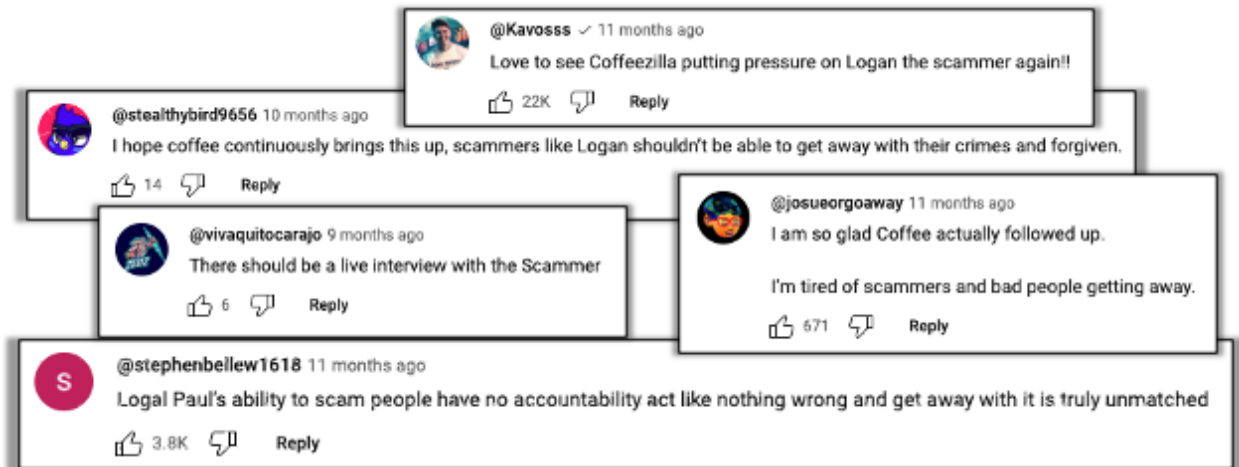 @Kavosss ✓ 11 months ago
Love to see Coffeezilla putting pressure on Logan the scammer again!!
22K Reply
@stealthybird9656 10 months ago
I hope coffee continuously brings this up, scammers like Logan shouldn't be able to get away with their crimes and forgiven.
14 Reply
@josueorgoaway 11 months ago
I am so glad Coffee actually followed up.
I'm tired of scammers and bad people getting away.
671 Reply
@vivaquitocarajo 9 months ago
There should be a live interview with the Scammer
6 Reply
S
@stephenbellew1618 11 months ago
Logal Paul's ability to scam people have no accountability act like nothing wrong and get away with it is truly unmatched
3.8K Reply